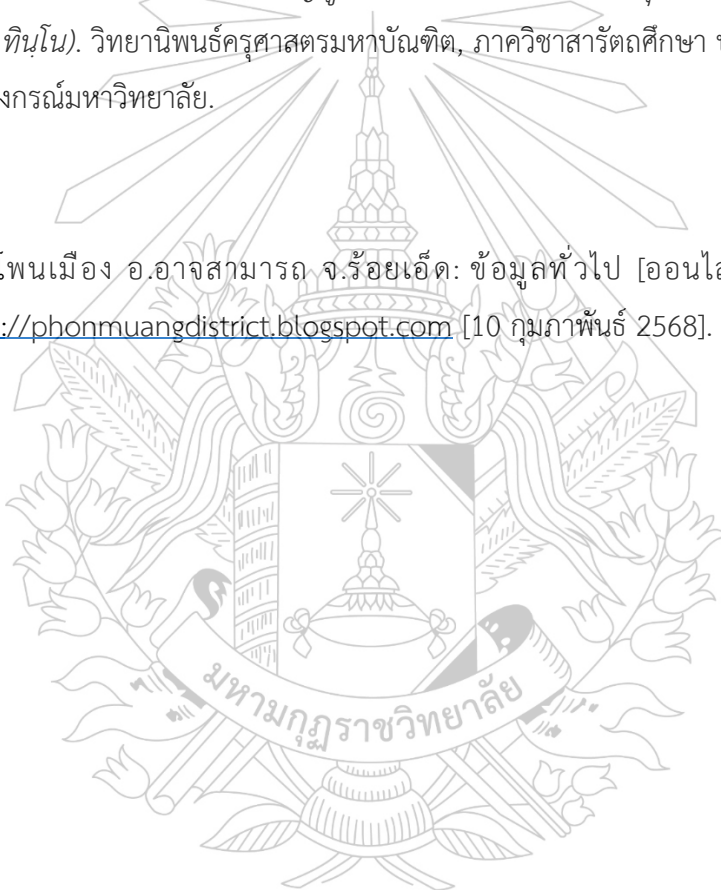 ทินฺโน). วิทยานิพนธ์ครุศาสตรมหาบัณฑิต, ภาควิชาสารัตถศึกษา
งกรณ์มหาวิทยาลัย.
โพนเมือง อ.อาจสามารถ จ.ร้อยเอ็ด: ข้อมูลทั่วไป [ออนไล
://phonmuangdistrict.blogspot.com [10 กุมภาพันธ์ 2568].
มหามกุฏราชวิทยาลัย